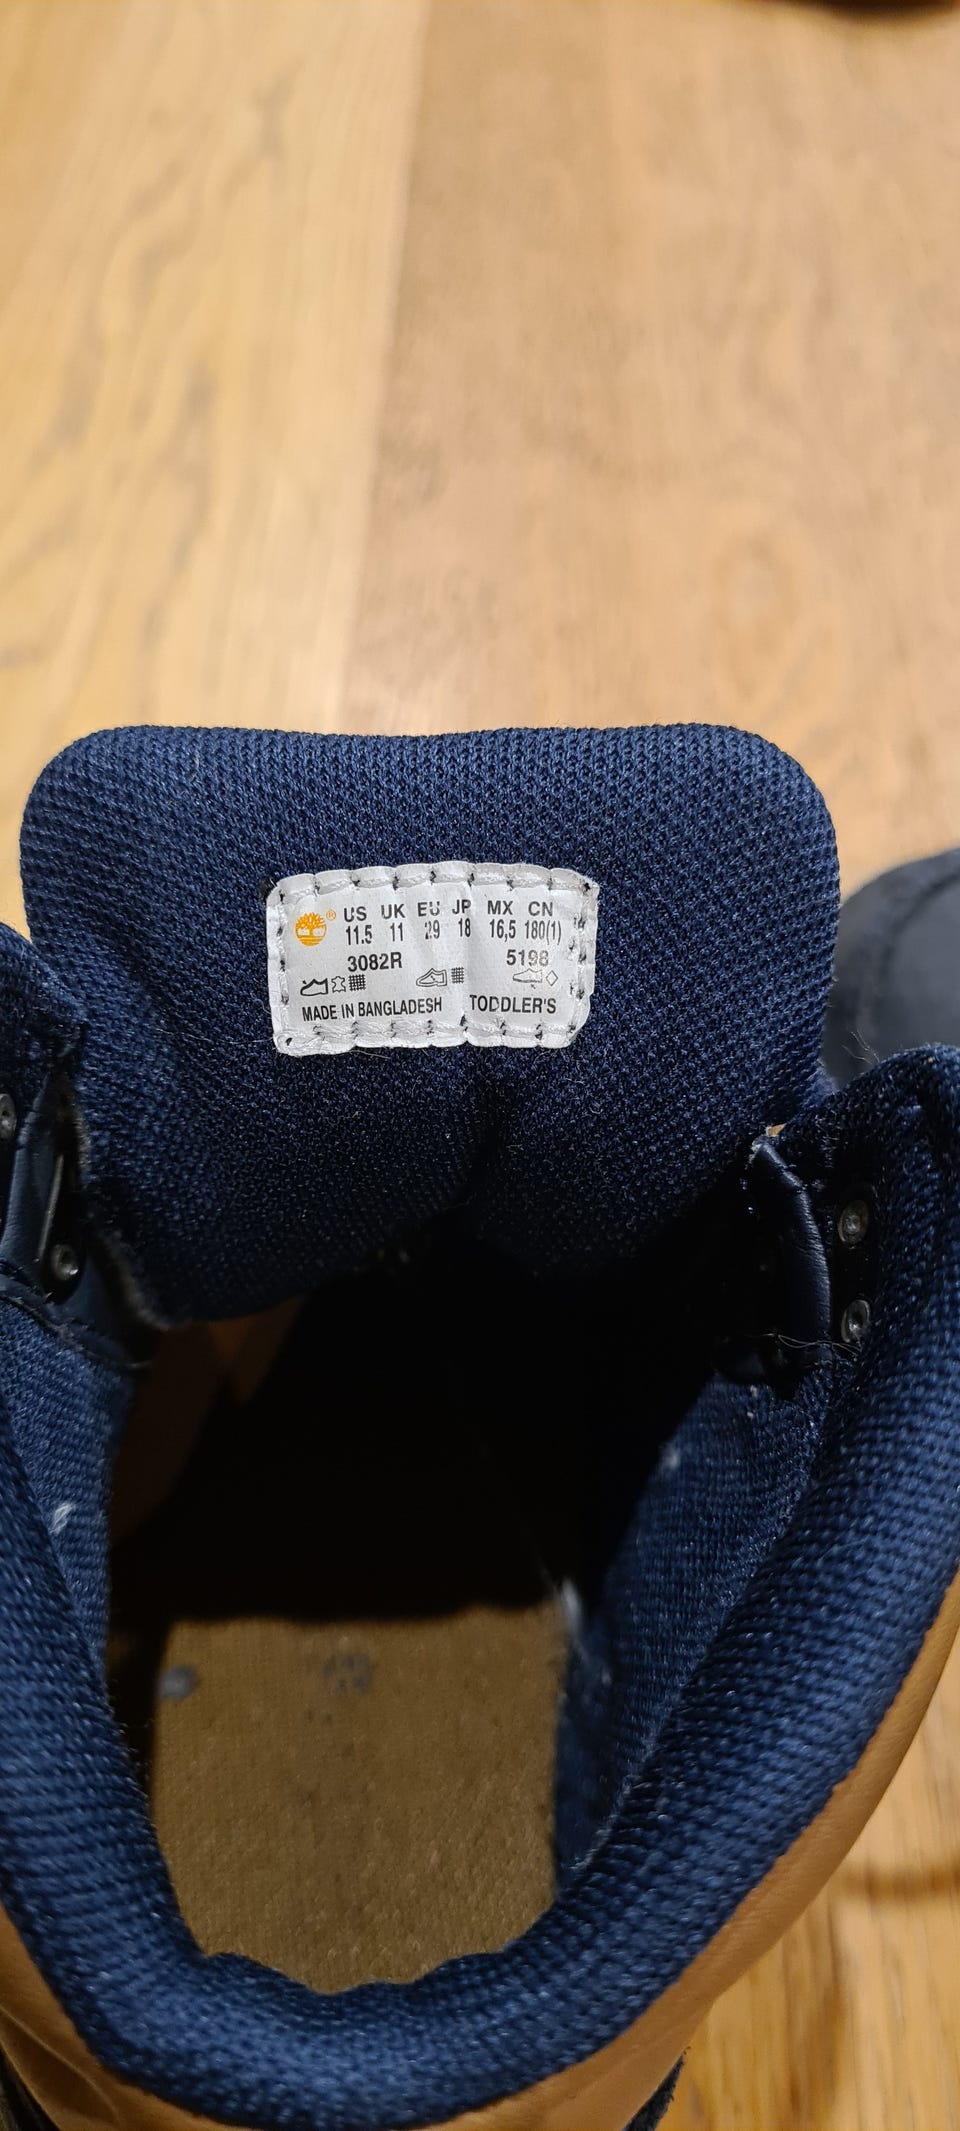 ® US UK EU JP MX CN
11.5 11 29 18 16,5 180(1)
3082R 5198
MADE IN BANGLADESH TODDLER'S